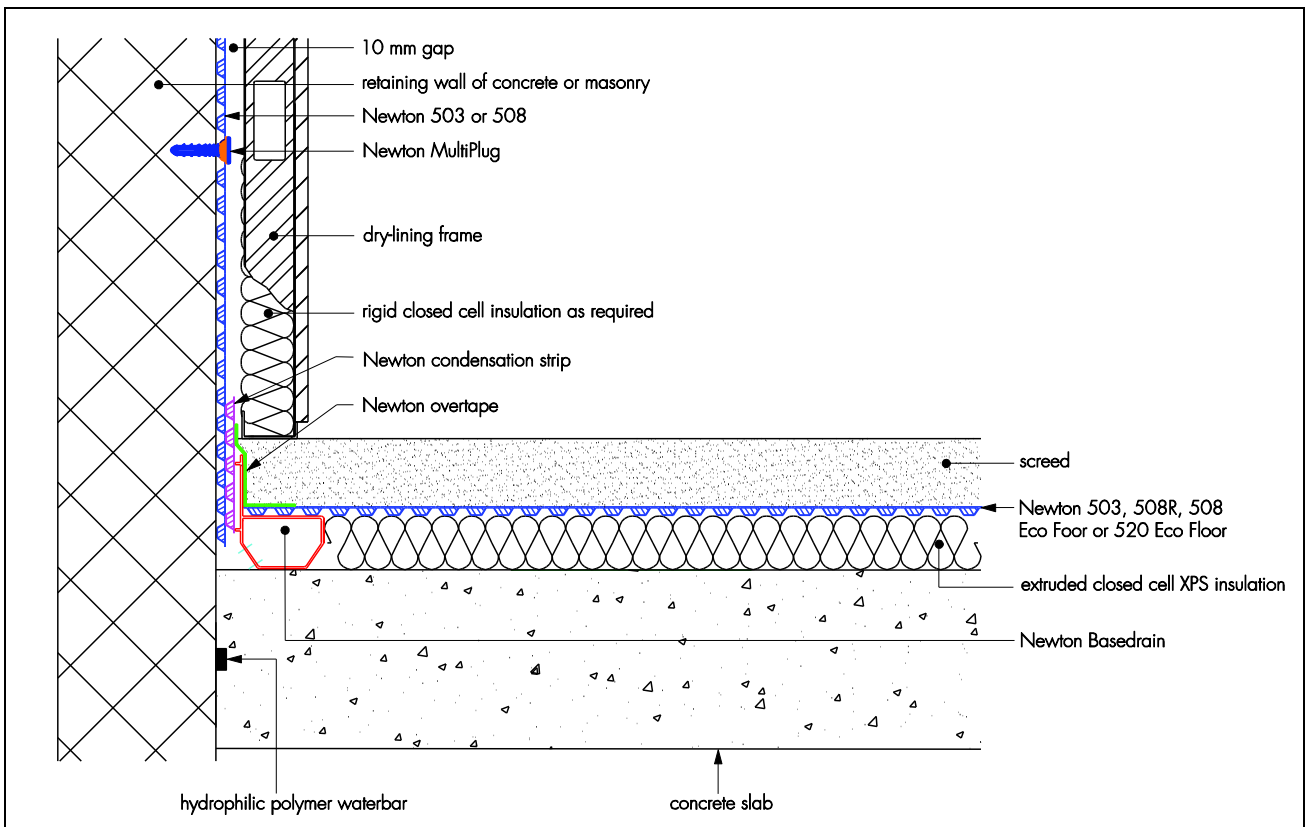 10 mm gap
retaining wall of concrete or masonry
Newton 503 or 508
Newton MultiPlug
dry-lining frame
rigid closed cell insulation as required
Newton condensation strip
Newton overtape
screed
Newton 503, 508R, 508
Eco Foor or 520 Eco Floor
extruded closed cell XPS insulation
Newton Basedrain
hydrophilic polymer waterbar
concrete slab